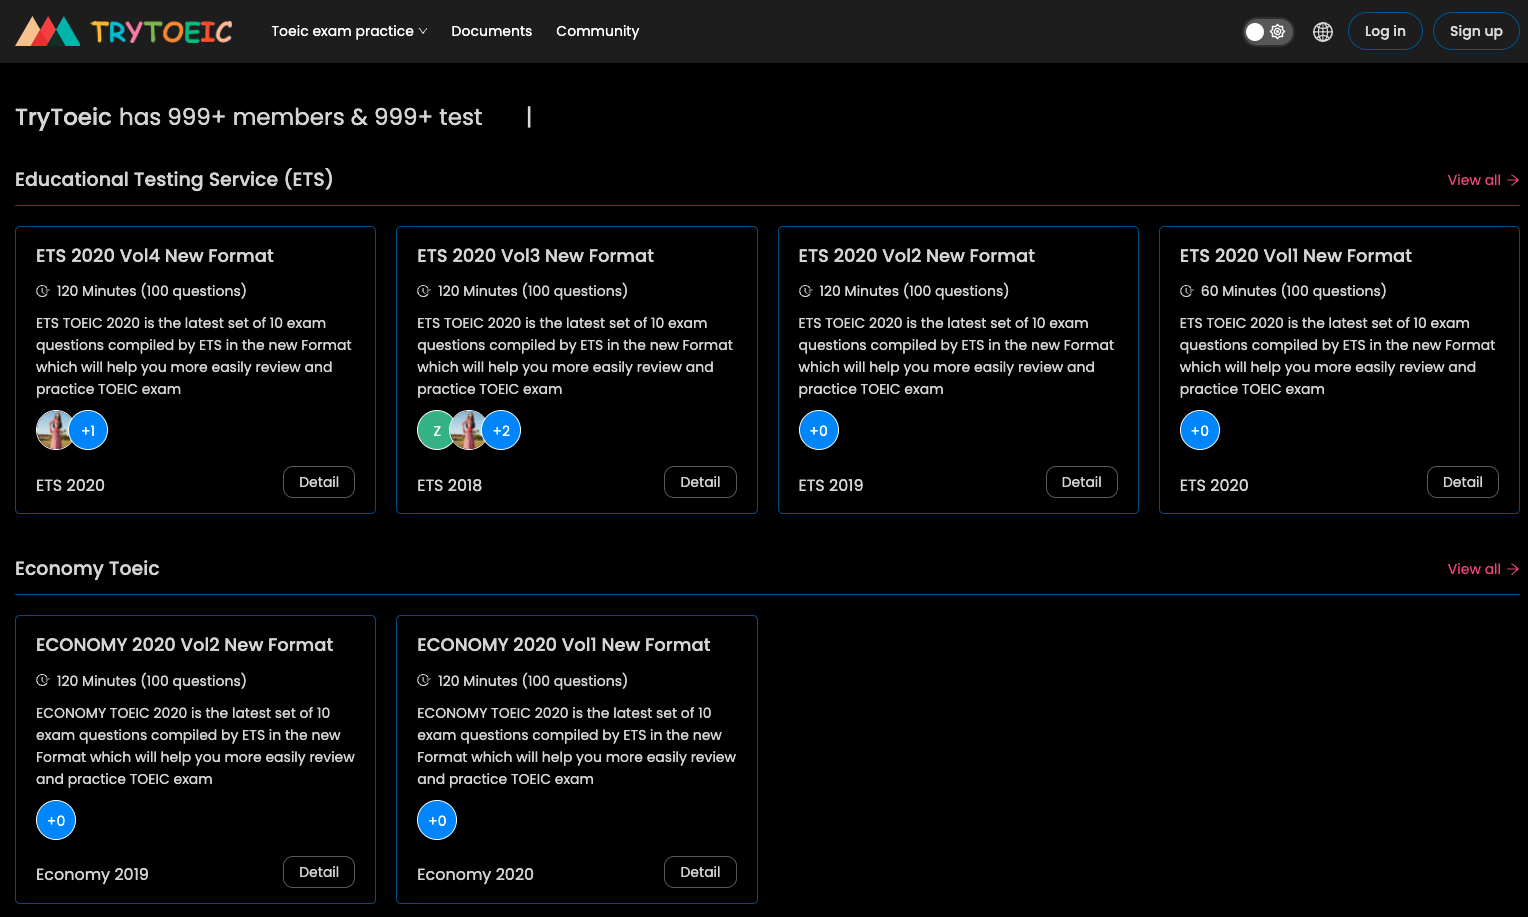 TRYTOEIC
Toeic exam practice
Documents
Community
Log in
Sign up
TryToeic has 999+ members & 999+ test |
Educational Testing Service (ETS)
View all →
ETS 2020 Vol4 New Format
120 Minutes (100 questions)
ETS TOEIC 2020 is the latest set of 10 exam
questions compiled by ETS in the new Format
which will help you more easily review and
practice TOEIC exam
+1
ETS 2020
Detail
ETS 2020 Vol3 New Format
120 Minutes (100 questions)
ETS TOEIC 2020 is the latest set of 10 exam
questions compiled by ETS in the new Format
which will help you more easily review and
practice TOEIC exam
Z
+2
ETS 2018
Detail
ETS 2020 Vol2 New Format
120 Minutes (100 questions)
ETS TOEIC 2020 is the latest set of 10 exam
questions compiled by ETS in the new Format
which will help you more easily review and
practice TOEIC exam
+0
ETS 2019
Detail
ETS 2020 Vol1 New Format
60 Minutes (100 questions)
ETS TOEIC 2020 is the latest set of 10 exam
questions compiled by ETS in the new Format
which will help you more easily review and
practice TOEIC exam
+0
ETS 2020
Detail
Economy Toeic
View all →
ECONOMY 2020 Vol2 New Format
120 Minutes (100 questions)
ECONOMY TOEIC 2020 is the latest set of 10
exam questions compiled by ETS in the new
Format which will help you more easily review
and practice TOEIC exam
+0
Economy 2019
Detail
ECONOMY 2020 Vol1 New Format
120 Minutes (100 questions)
ECONOMY TOEIC 2020 is the latest set of 10
exam questions compiled by ETS in the new
Format which will help you more easily review
and practice TOEIC exam
+0
Economy 2020
Detail